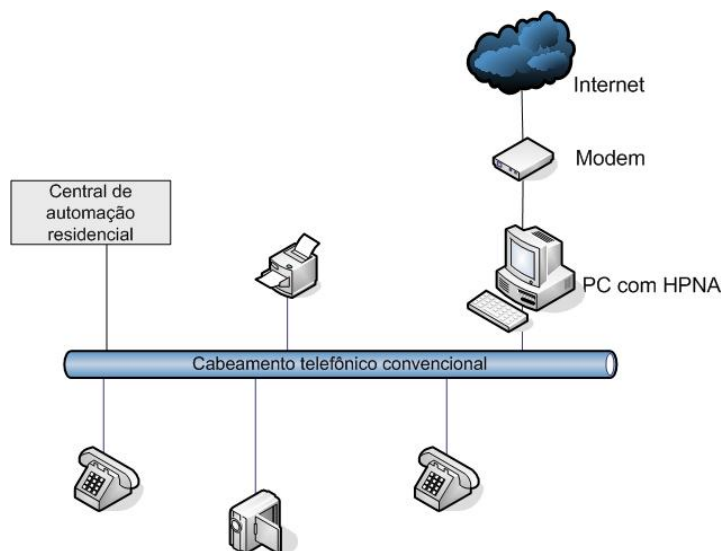 Internet
Modem
Central de
automação
residencial
PC com HPNA
Cabeamento telefônico convencional